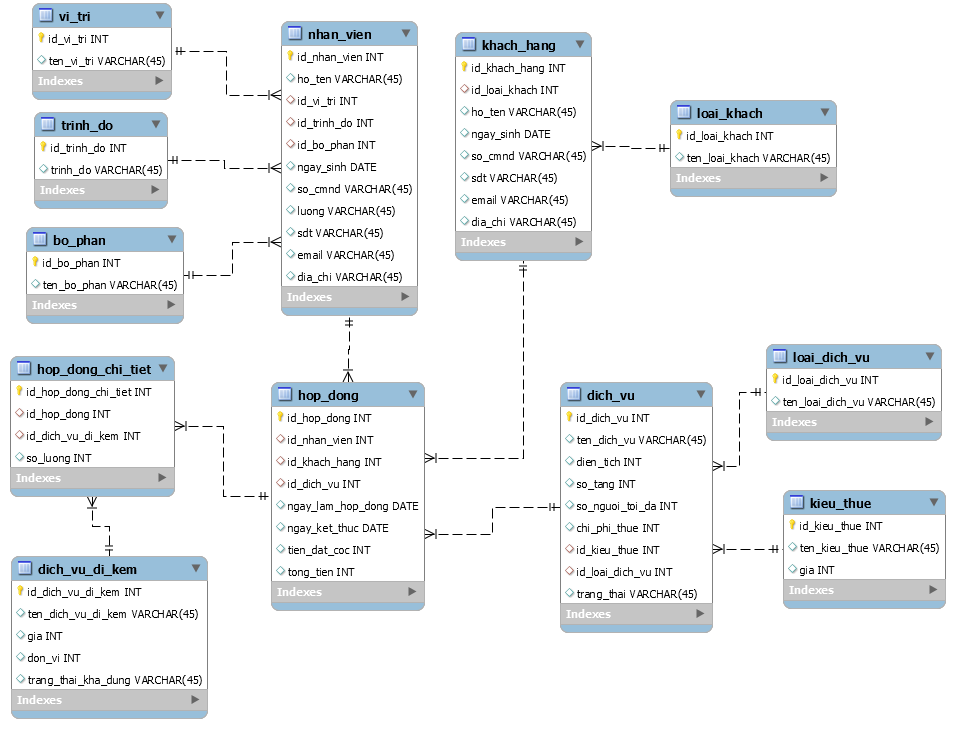 vi_tri
id_vi_tri INT
ten_vi_tri VARCHAR(45)
Indexes
trinh_do
id_trinh_do INT
trinh_do VARCHAR(45)
Indexes
bo_phan
id_bo_phan INT
ten_bo_phan VARCHAR(45)
Indexes
nhan_vien
id_nhan_vien INT
ho_ten VARCHAR(45)
id_vi_tri INT
id_trinh_do INT
id_bo_phan INT
ngay_sinh DATE
so_cmnd VARCHAR(45)
luong VARCHAR(45)
sdt VARCHAR(45)
email VARCHAR(45)
dia_chi VARCHAR(45)
Indexes
khach_hang
id_khach_hang INT
id_loai_khach INT
ho_ten VARCHAR(45)
ngay_sinh DATE
so_cmnd VARCHAR(45)
sdt VARCHAR(45)
email VARCHAR(45)
dia_chi VARCHAR(45)
Indexes
loai_khach
id_loai_khach INT
ten_loai_khach VARCHAR(45)
Indexes
hop_dong_chi_tiet
id_hop_dong_chi_tiet INT
id_hop_dong INT
id_dich_vu_di_kem INT
so_luong INT
Indexes
dich_vu_di_kem
id_dich_vu_di_kem INT
ten_dich_vu_di_kem VARCHAR(45)
gia INT
don_vi INT
trang_thai_kha_dung VARCHAR(45)
Indexes
hop_dong
id_hop_dong INT
id_nhan_vien INT
id_khach_hang INT
id_dich_vu INT
ngay_lam_hop_dong DATE
ngay_ket_thuc DATE
tien_dat_coc INT
tong_tien INT
Indexes
dich_vu
id_dich_vu INT
ten_dich_vu VARCHAR(45)
dien_tich INT
so_tang INT
so_nguoi_toi_da INT
chi_phi_thue INT
id_kieu_thue INT
id_loai_dich_vu INT
trang_thai VARCHAR(45)
Indexes
loai_dich_vu
id_loai_dich_vu INT
ten_loai_dich_vu VARCHAR(45)
Indexes
kieu_thue
id_kieu_thue INT
ten_kieu_thue VARCHAR(45)
gia INT
Indexes